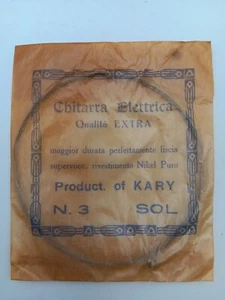 Chitarra Elettrica
Qualità EXTRA
maggior durata perfettamente liscia
supervoce, rivestimento Nikel Puro
Product. of KARY
N. 3 SOL